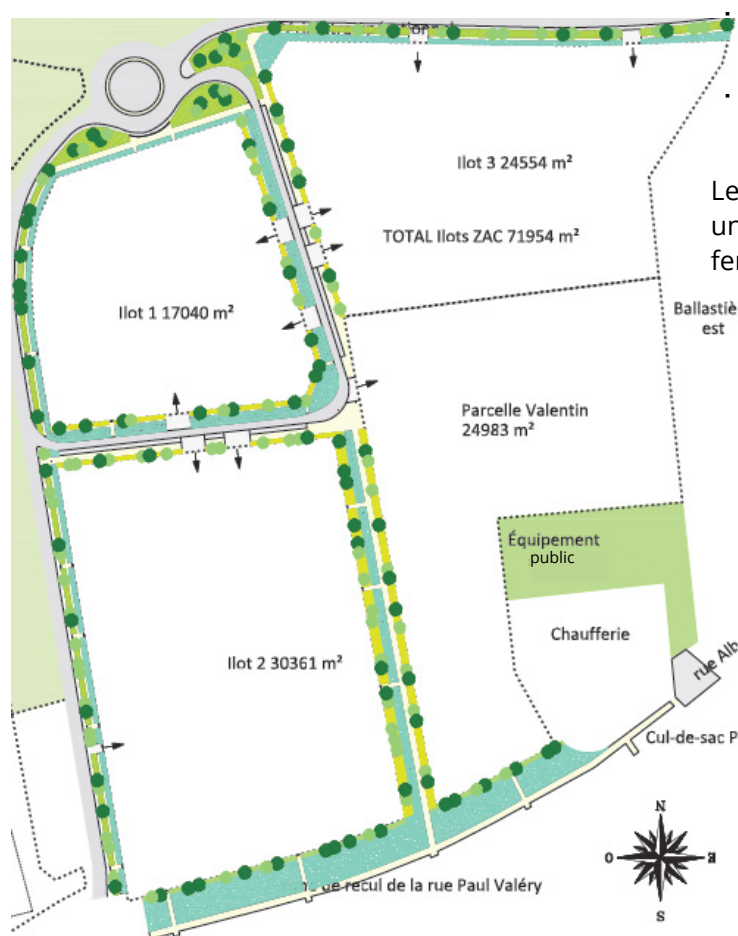 Ilot 3 24554 m²
TOTAL Ilots ZAC 71954 m²
Le
un
fer
Ilot 1 17040 m²
Ballastiè
est
Parcelle Valentin
24983 m²
Équipement
public
Chaufferie
rue Alb
Ilot 2 30361 m²
Cul-de-sac P
N
O
E
S
de recul de la rue Paul Valéry